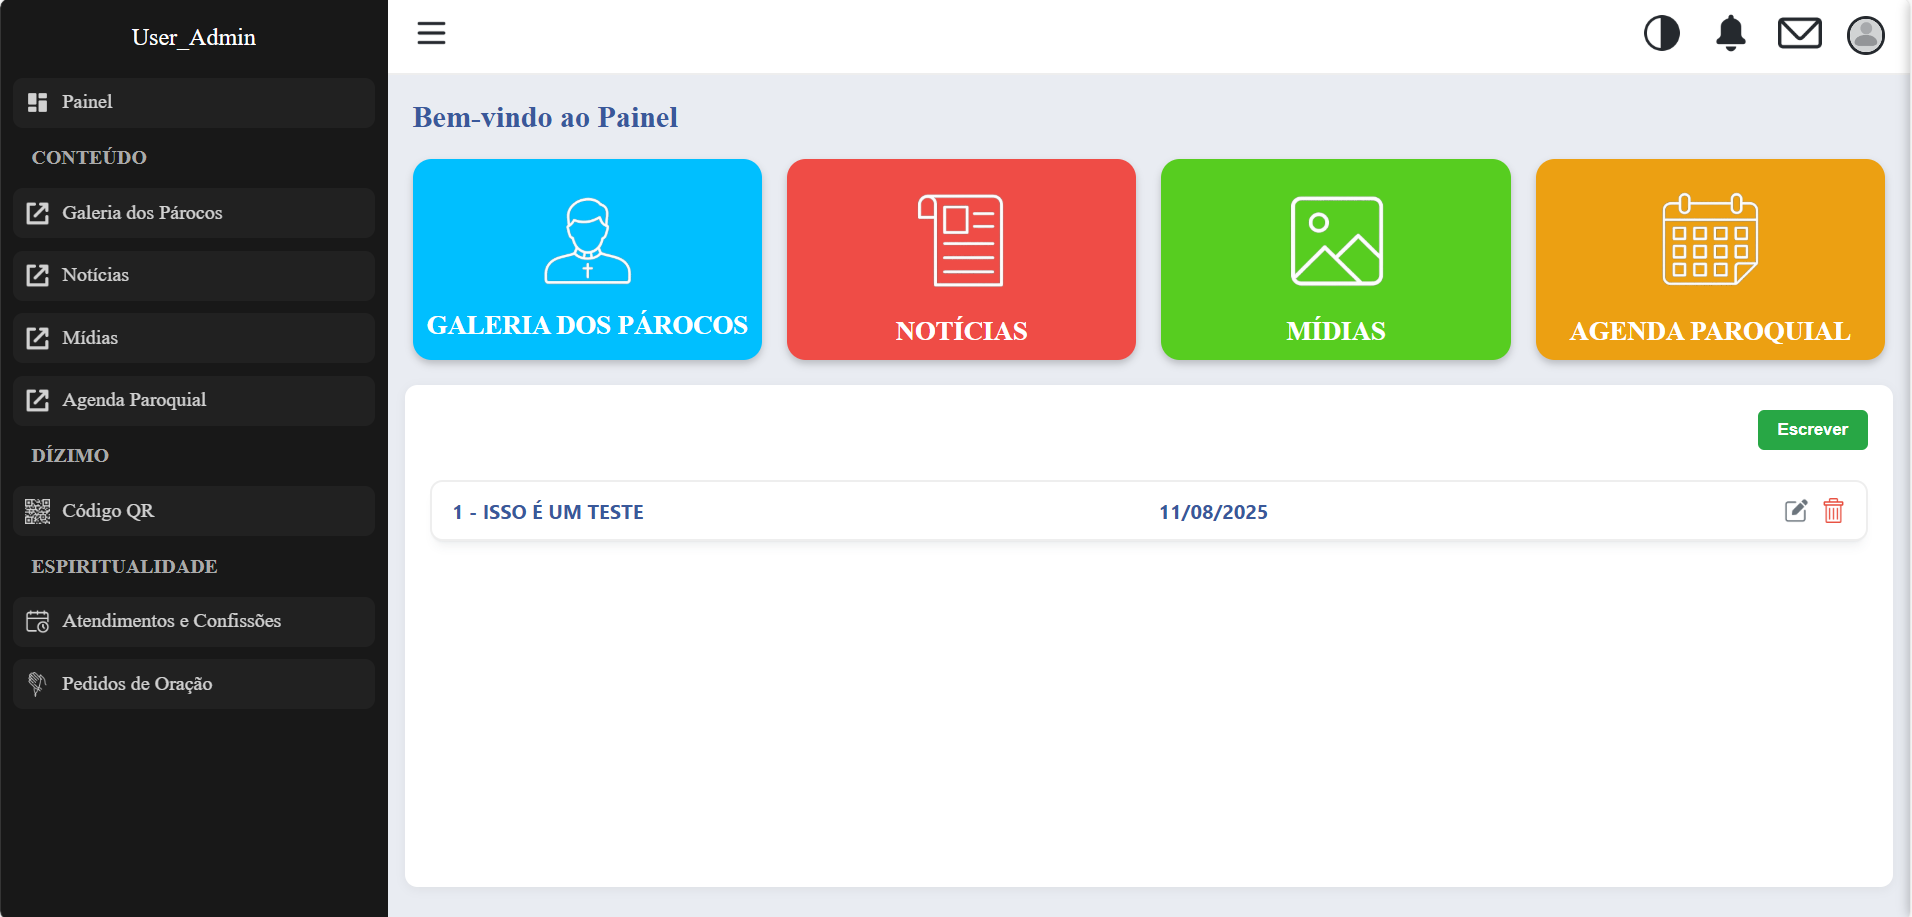 User_Admin
Painel
CONTEÚDO
Galeria dos Párocos
Notícias
Mídias
Agenda Paroquial
DÍZIMO
Código QR
ESPIRITUALIDADE
Atendimentos e Confissões
Pedidos de Oração
Bem-vindo ao Painel
GALERIA DOS PÁROCOS
NOTÍCIAS
MÍDIAS
AGENDA PAROQUIAL
Escrever
1 - ISSO É UM TESTE 11/08/2025